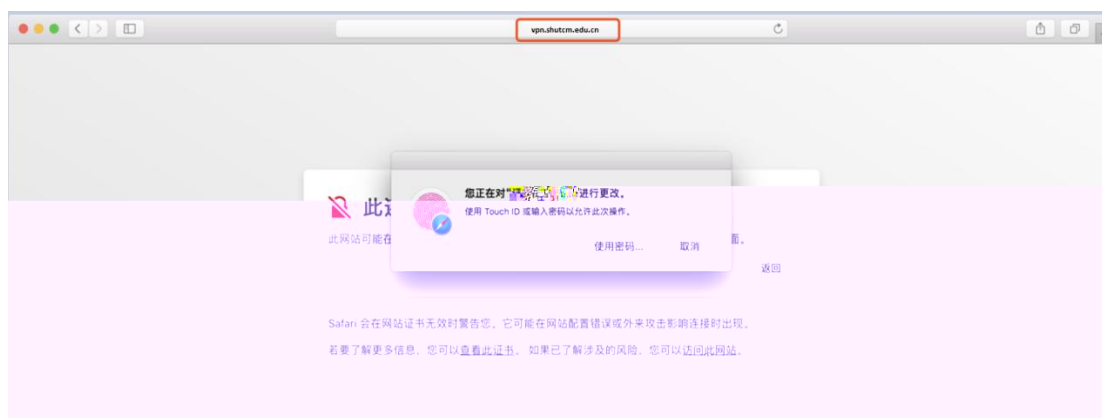 vpn.shutcm.edu.cn
您正在对“
进行更改。
此
使用 Touch ID 或输入密码以允许此次操作。
此网站可能在
面。
使用密码... 取消
返回
Safari 会在网站证书无效时警告您。它可能在网站配置错误或外来攻击影响连接时出现。
若要了解更多信息，您可以查看此证书。 如果已了解涉及的风险，您可以访问此网站。